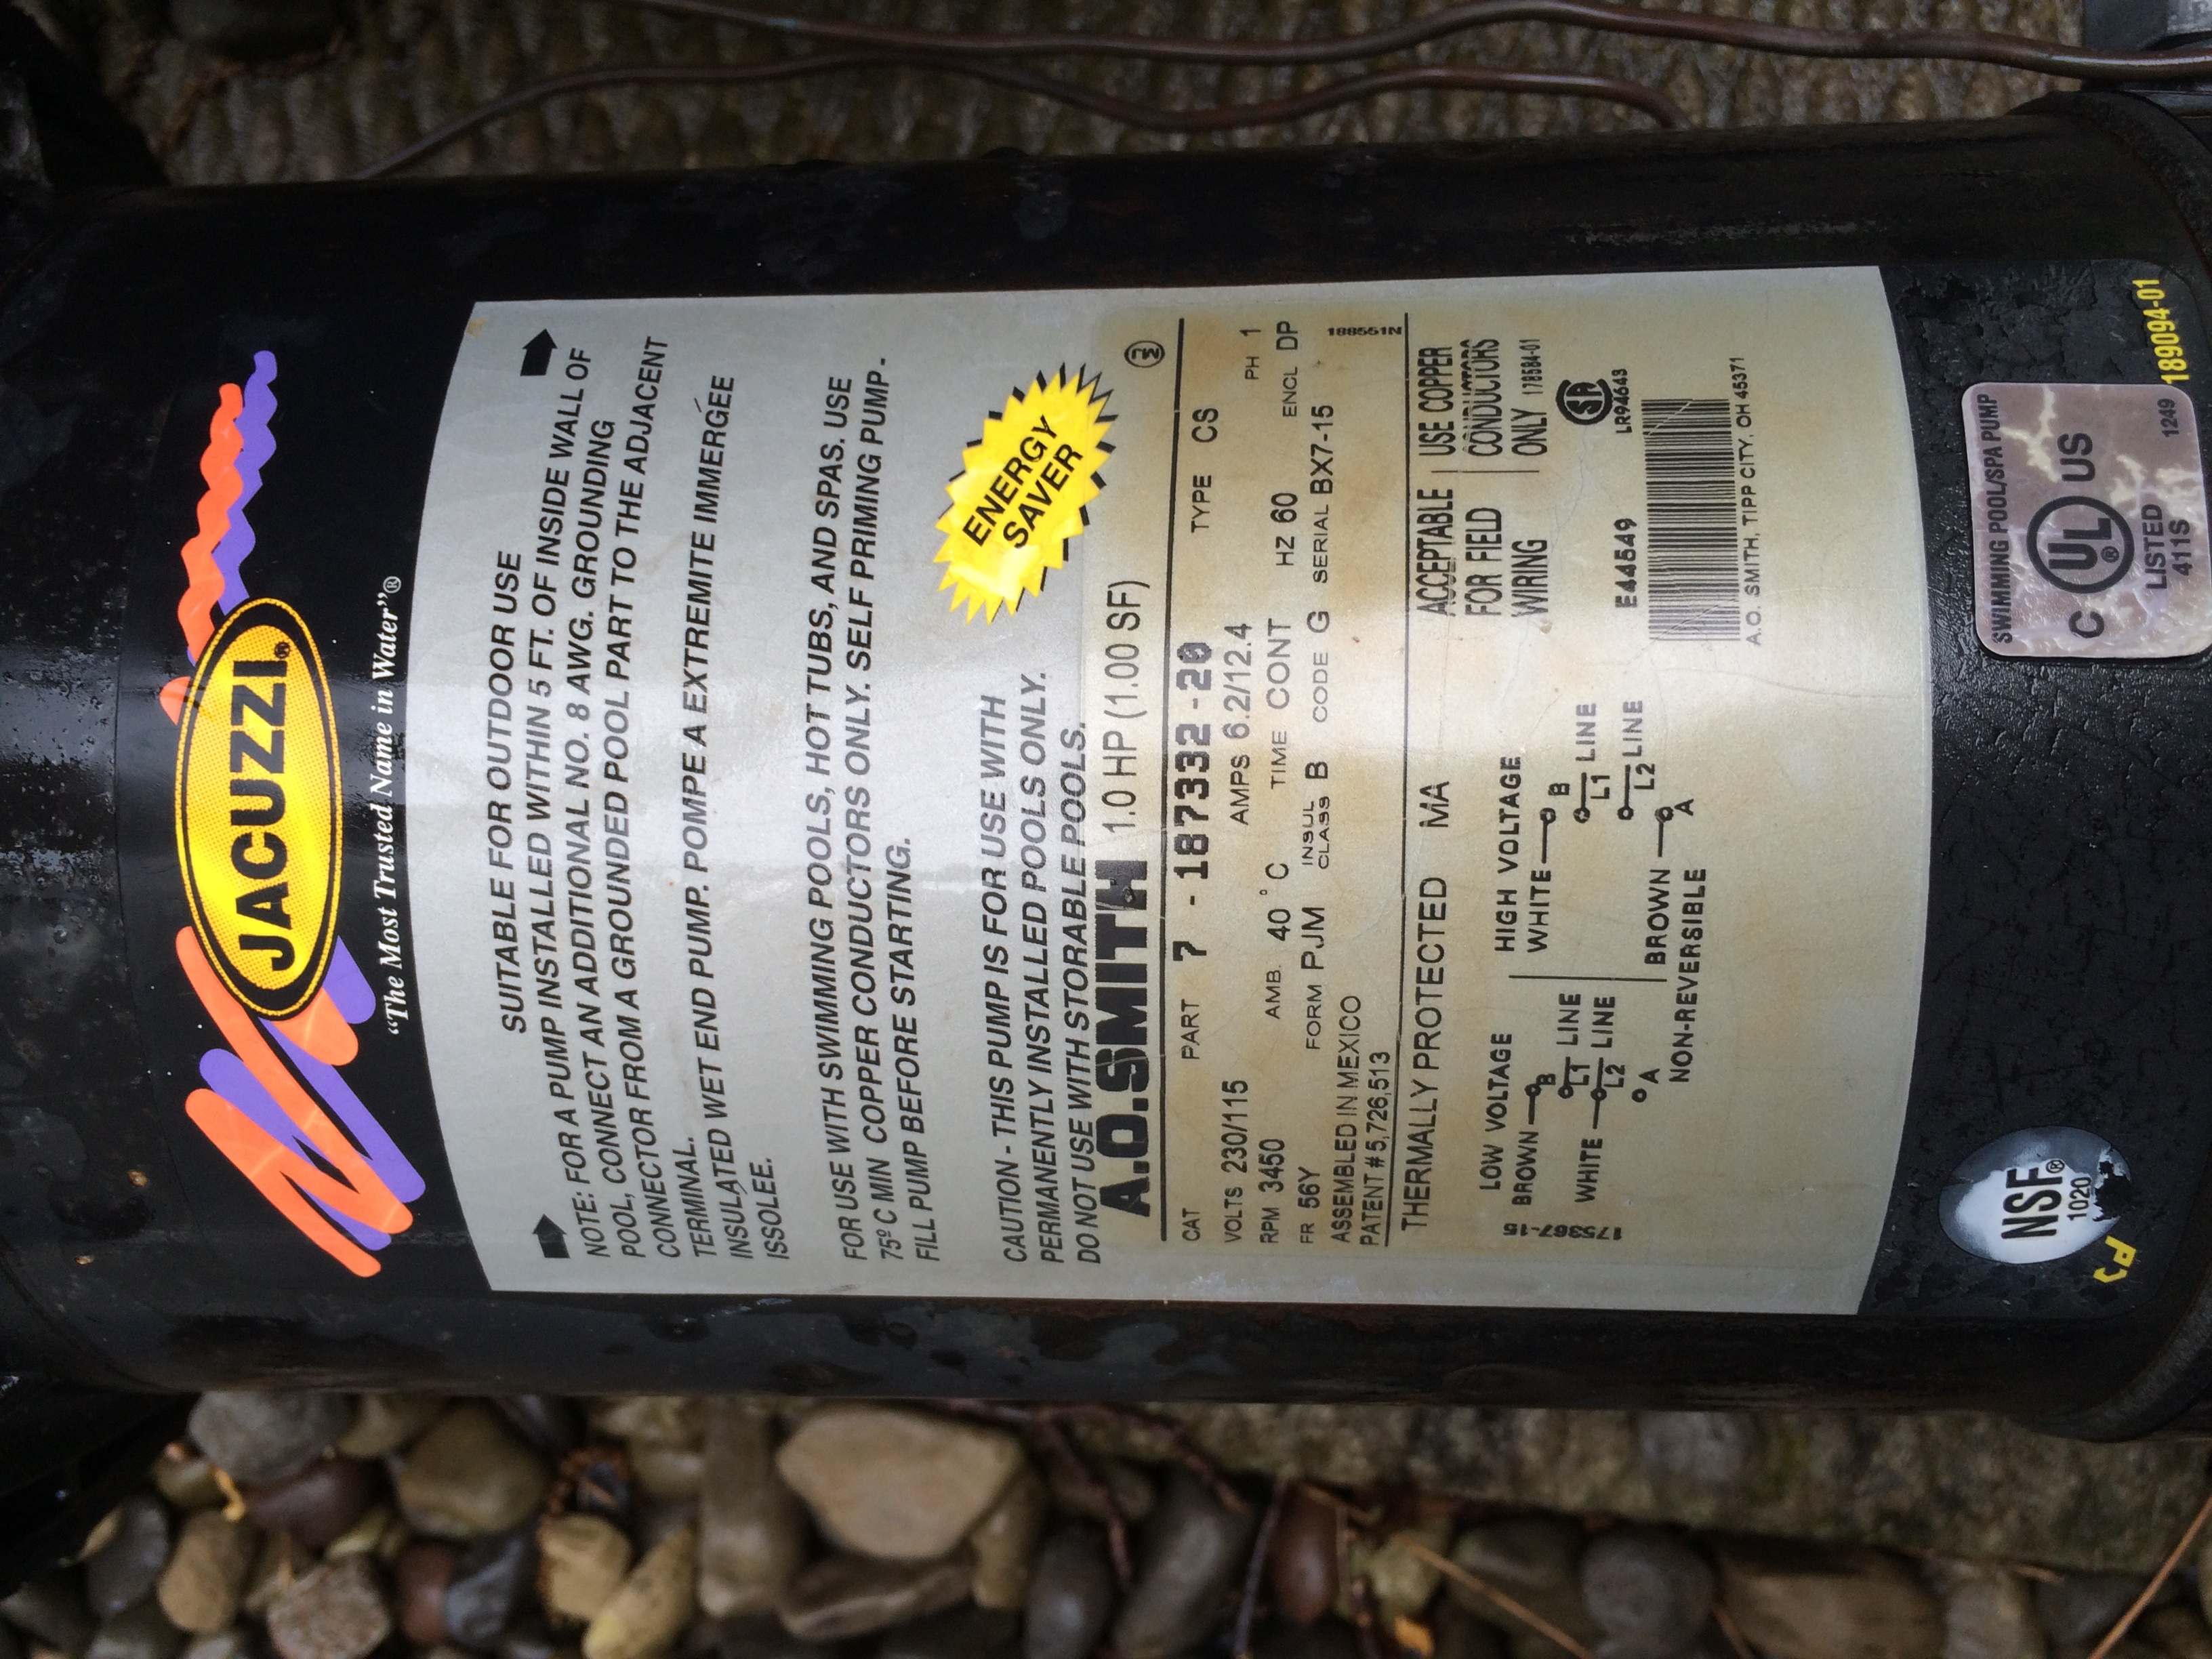 JACUZZI®
"The Most Trusted Name in Water"®
SUITABLE FOR OUTDOOR USE
NOTE: FOR A PUMP INSTALLED WITHIN 5 FT. OF INSIDE WALL OF
POOL, CONNECT AN ADDITIONAL NO. 8 AWG. GROUNDING
CONNECTOR FROM A GROUNDED POOL PART TO THE ADJACENT
TERMINAL.
INSULATED WET END PUMP. POMPE A EXTREMITE IMMERGÉE
ISSOLEE.
FOR USE WITH SWIMMING POOLS, HOT TUBS, AND SPAS. USE
75º C MIN COPPER CONDUCTORS ONLY. SELF PRIMING PUMP -
FILL PUMP BEFORE STARTING.
CAUTION - THIS PUMP IS FOR USE WITH
PERMANENTLY INSTALLED POOLS ONLY.
DO NOT USE WITH STORABLE POOLS.
ENERGY
SAVER
A.O.SMITH 1.0 HP (1.00 SF)
CAT PART 7-187332-20 TYPE CS
VOLTS 230/115 AMPS 6.2/12.4 PH 1
RPM 3450 AMB. 40°C TIME CONT HZ 60 ENCL DP
FR 56Y FORM PJM INSUL CLASS B CODE G SERIAL BX7-15
ASSEMBLED IN MEXICO
188551N
PATENT #5,726,513
THERMALLY PROTECTED MA
ACCEPTABLE
FOR FIELD
WIRING
USE COPPER
CONDUCTORS
ONLY 178584-01
LOW VOLTAGE
BROWN B
L1 LINE
WHITE L2 LINE
A
HIGH VOLTAGE
WHITE B
L1 LINE
L2 LINE
BROWN A
NON-REVERSIBLE
175367-15
E44549
SA
LR94643
A.O. SMITH, TIPP CITY, OH 45371
NSF®
1020
SWIMMING POOL/SPA PUMP
C UL® US
LISTED
411S
1249
189094-01